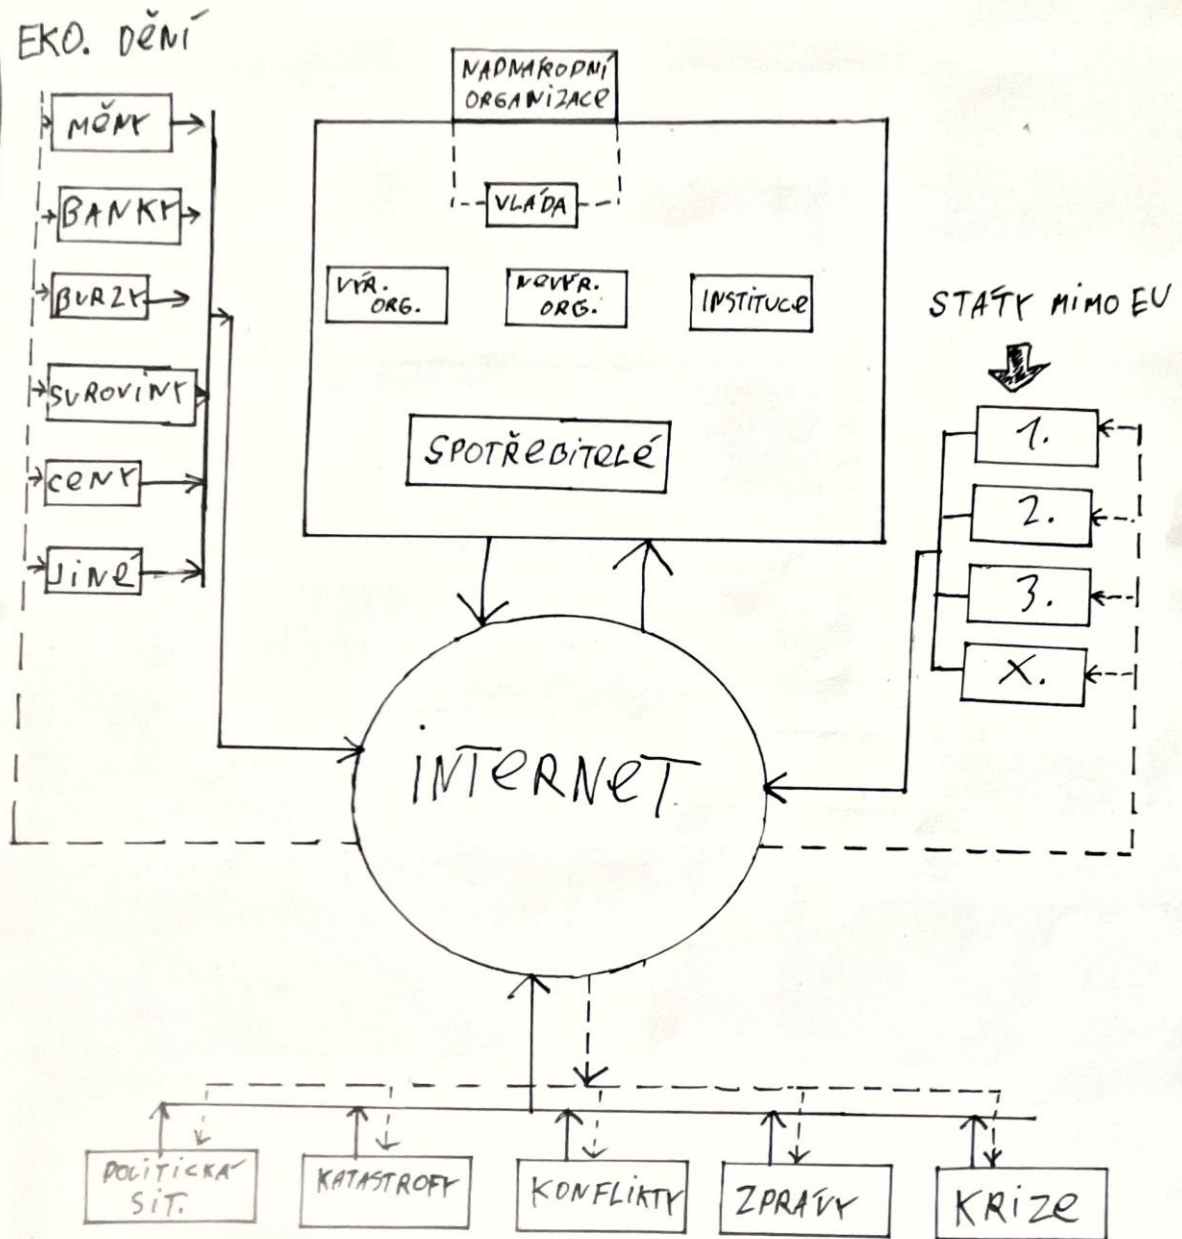 EKO. DĚNÍ
MĚNY
BANKY
BURZY
SUROVINY
CENY
JINÉ
NADNÁRODNÍ
ORGANIZACE
VLÁDA
VÝR.
ORG.
NEVÝR.
ORG.
INSTITUCE
SPOTŘEBITELÉ
STÁTY MIMO EU
1.
2.
3.
X.
INTERNET
POLITICKÁ
SIT.
KATASTROFY
KONFLIKTY
ZPRÁVY
KRIZE